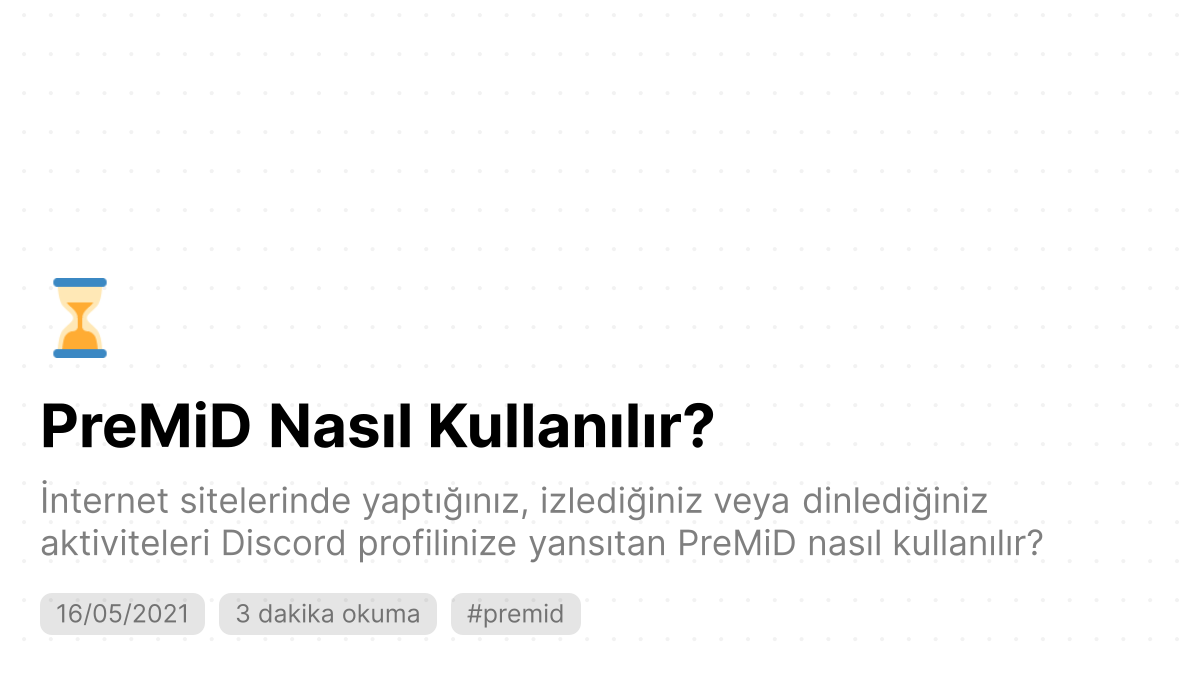 PreMiD Nasıl Kullanılır?
İnternet sitelerinde yaptığınız, izlediğiniz veya dinlediğiniz
aktiviteleri Discord profilinize yansıtan PreMiD nasıl kullanılır?
16/05/2021 3 dakika okuma #premid